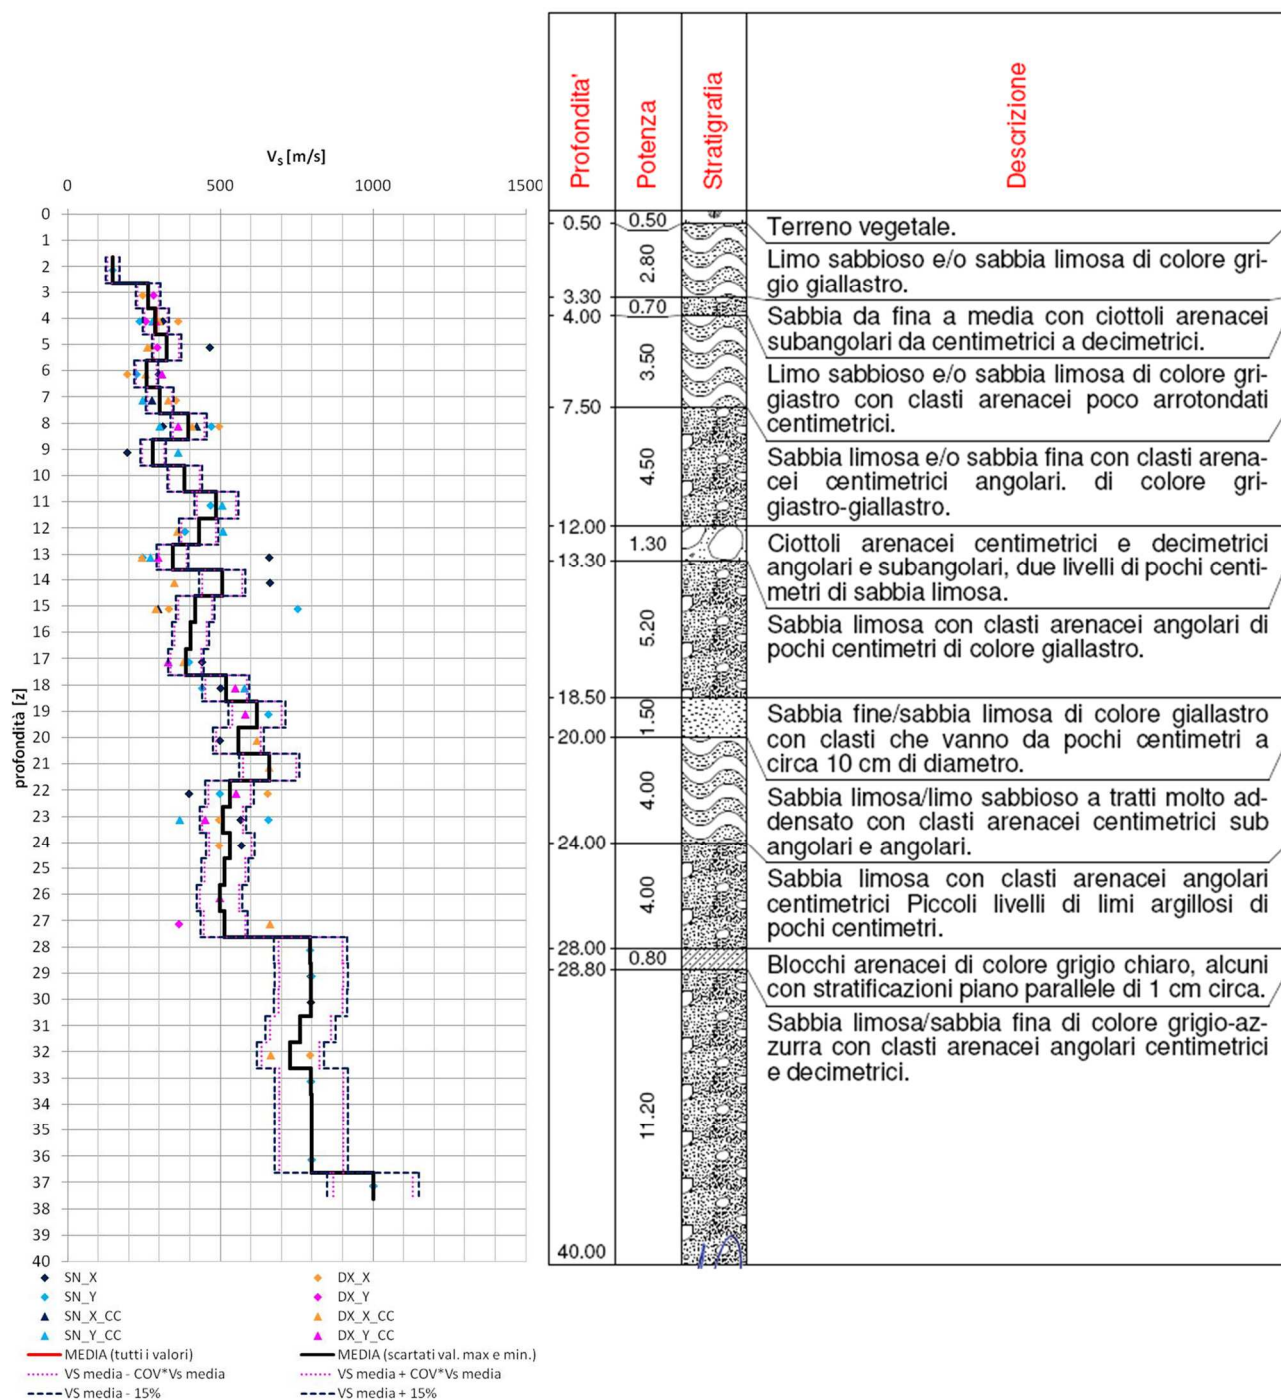 Vs [m/s]
0 500 1000 1500
profondità [z]
0
1
2
3
4
5
6
7
8
9
10
11
12
13
14
15
16
17
18
19
20
21
22
23
24
25
26
27
28
29
30
31
32
33
34
35
36
37
38
39
40
SN_X
SN_Y
SN_X_CC
SN_Y_CC
MEDIA (tutti i valori)
VS media - COV*Vs media
VS media - 15%
DX_X
DX_Y
DX_X_CC
DX_Y_CC
MEDIA (scartati val. max e min.)
VS media + COV*Vs media
VS media + 15%
Profondita'
Potenza
Stratigrafia
Descrizione
0.50
0.50
Terreno vegetale.
2.80
3.30
Limo sabbioso e/o sabbia limosa di colore gri-
gio giallastro.
0.70
4.00
Sabbia da fina a media con ciottoli arenacei
subangolari da centimetrici a decimetrici.
3.50
7.50
Limo sabbioso e/o sabbia limosa di colore gri-
giastro con clasti arenacei poco arrotondati
centimetrici.
4.50
12.00
Sabbia limosa e/o sabbia fina con clasti arena-
cei centimetrici angolari. di colore gri-
giastro-giallastro.
1.30
13.30
Ciottoli arenacei centimetrici e decimetrici
angolari e subangolari, due livelli di pochi centi-
metri di sabbia limosa.
5.20
18.50
Sabbia limosa con clasti arenacei angolari di
pochi centimetri di colore giallastro.
1.50
20.00
Sabbia fine/sabbia limosa di colore giallastro
con clasti che vanno da pochi centimetri a
circa 10 cm di diametro.
4.00
24.00
Sabbia limosa/limo sabbioso a tratti molto ad-
densato con clasti arenacei centimetrici sub
angolari e angolari.
4.00
28.00
Sabbia limosa con clasti arenacei angolari
centimetrici Piccoli livelli di limi argillosi di
pochi centimetri.
0.80
28.80
Blocchi arenacei di colore grigio chiaro, alcuni
con stratificazioni piano parallele di 1 cm circa.
11.20
40.00
Sabbia limosa/sabbia fina di colore grigio-az-
zurra con clasti arenacei angolari centimetrici
e decimetrici.